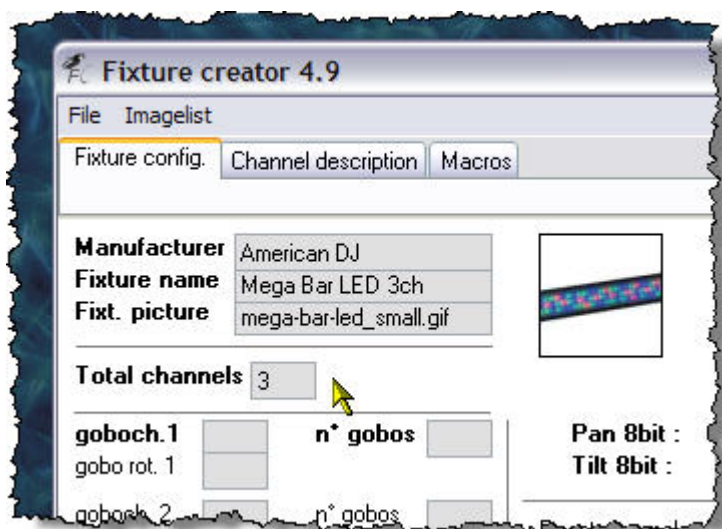 Fixture creator 4.9
File Imagelist
Fixture config. Channel description Macros
Manufacturer American DJ
Fixture name Mega Bar LED 3ch
Fixt. picture mega-bar-led_small.gif
Total channels 3
goboch.1 n° gobos Pan 8bit :
gobo rot. 1 Tilt 8bit :
goboch. 2 n° gobos